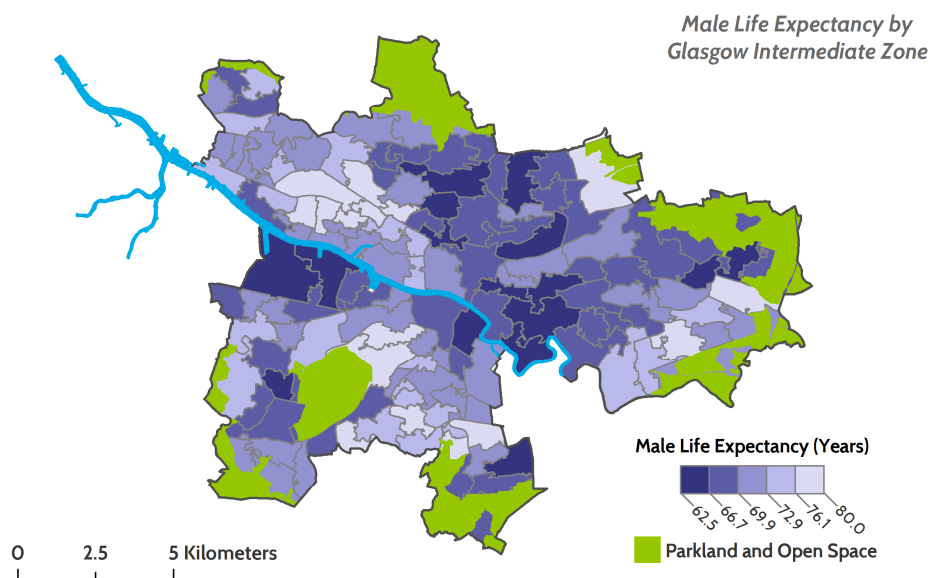 Male Life Expectancy by
Glasgow Intermediate Zone
Male Life Expectancy (Years)
62.5 66.7 69.9 72.9 76.1 80.0
Parkland and Open Space
0 2.5 5 Kilometers